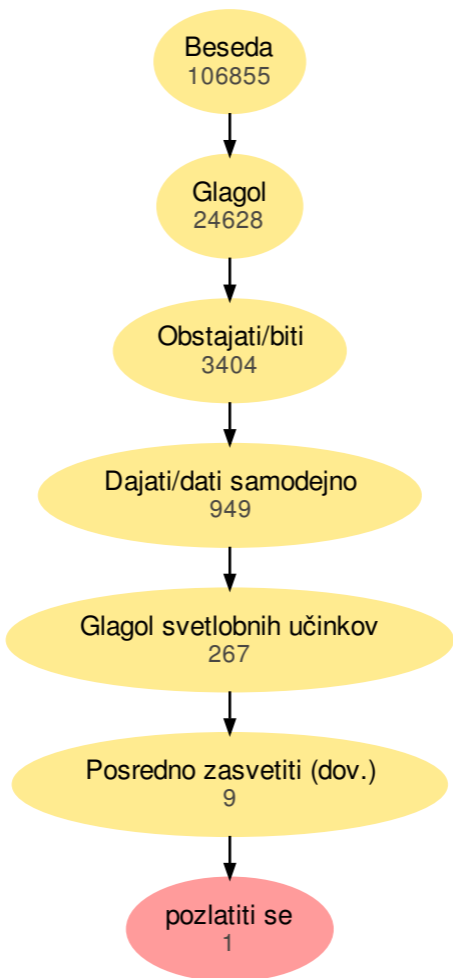 Beseda
106855
Glagol
24628
Obstajati/biti
3404
Dajati/dati samodejno
949
Glagol svetlobnih učinkov
267
Posredno zasvetiti (dov.)
9
pozlatiti se
1